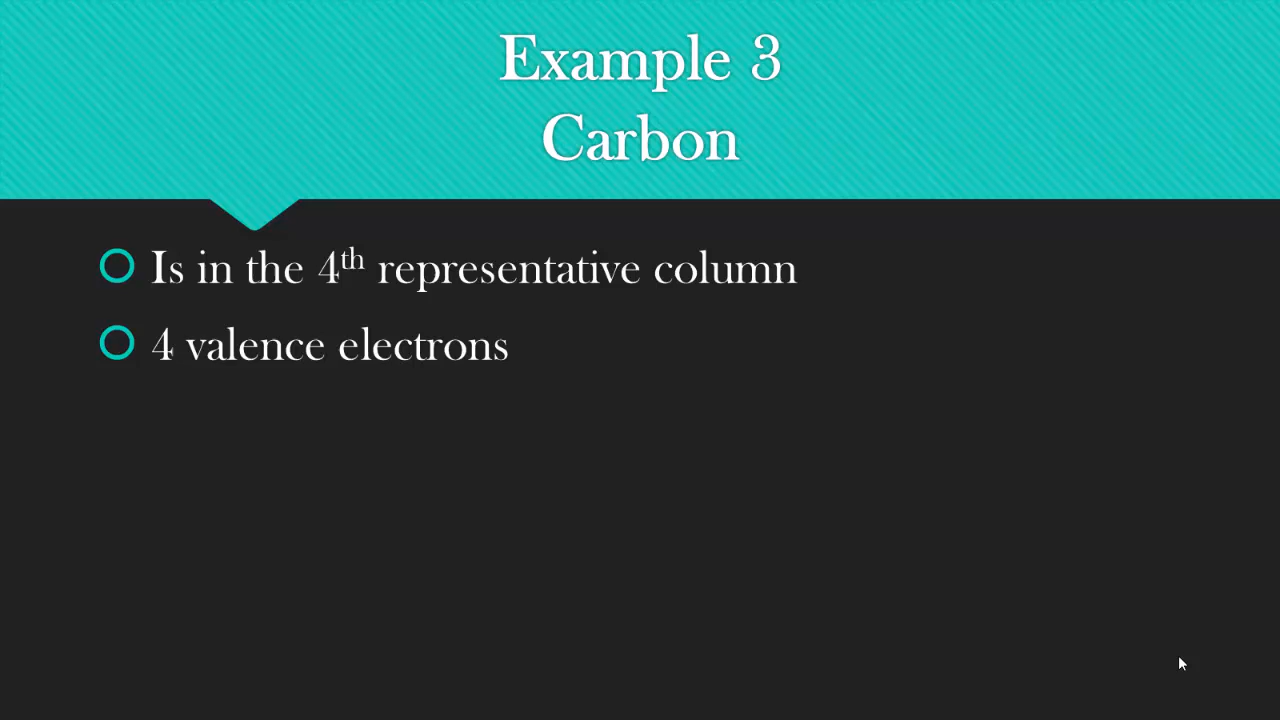 Example 3
Carbon
Is in the 4th representative column
4 valence electrons